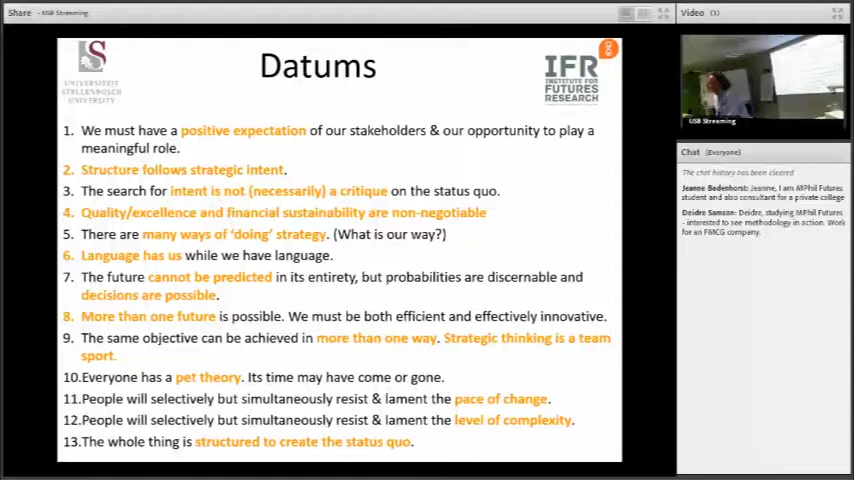 Share - USB Streaming
Video (1)
UNIVERSITEIT
STELLENBOSCH
UNIVERSITY
Datums
IFR
INSTITUTE FOR
FUTURES
RESEARCH
1. We must have a positive expectation of our stakeholders & our opportunity to play a
meaningful role.
2. Structure follows strategic intent.
3. The search for intent is not (necessarily) a critique on the status quo.
4. Quality/excellence and financial sustainability are non-negotiable
5. There are many ways of 'doing' strategy. (What is our way?)
6. Language has us while we have language.
7. The future cannot be predicted in its entirety, but probabilities are discernable and
decisions are possible.
8. More than one future is possible. We must be both efficient and effectively innovative.
9. The same objective can be achieved in more than one way. Strategic thinking is a team
sport.
10.Everyone has a pet theory. Its time may have come or gone.
11.People will selectively but simultaneously resist & lament the pace of change.
12.People will selectively but simultaneously resist & lament the level of complexity.
13.The whole thing is structured to create the status quo.
USB Streaming
Chat (Everyone)
The chat history has been cleared
Jeanne Badenhorst: Jeanne, I am MPhil Futures
student and also consultant for a private college
Deidre Samson: Deidre, studying MPhil Futures -
interested to see methodology in action. Work
for an FMCG company.